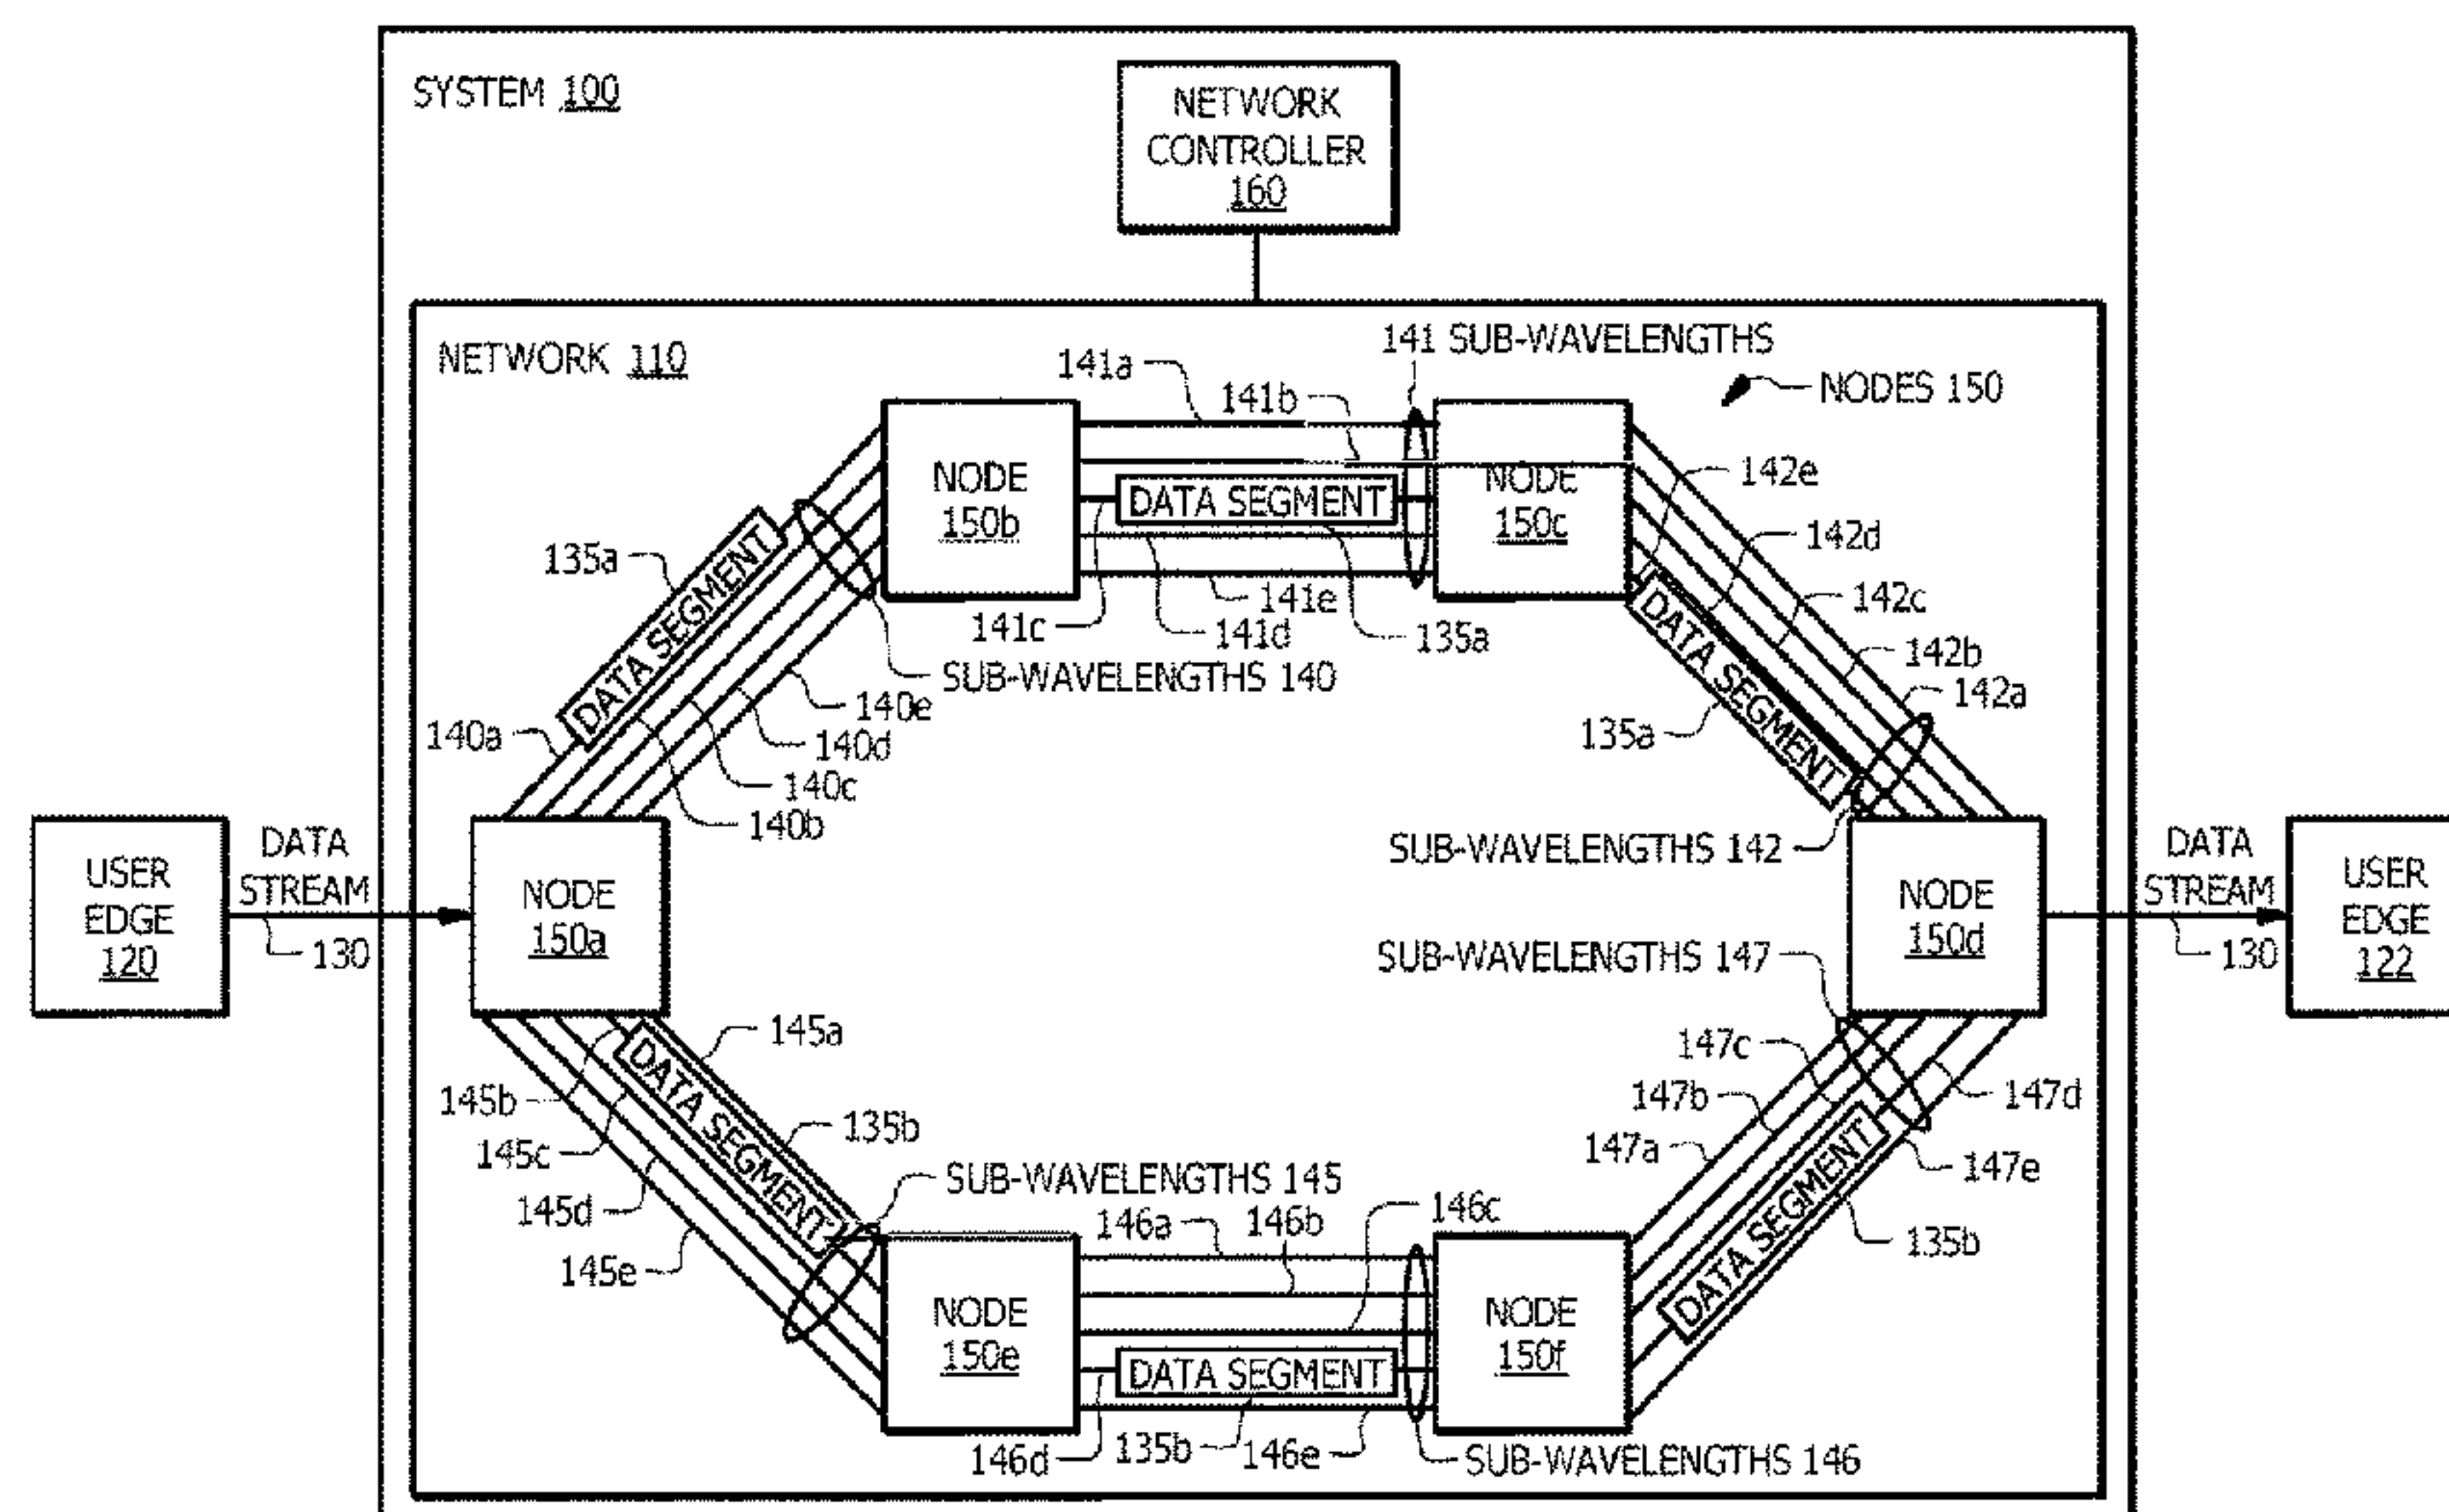 SYSTEM 100
NETWORK
CONTROLLER
160
NETWORK 110
141 SUB-WAVELENGTHS
141a
141b
NODES 150
NODE
150b
DATA SEGMENT
NODE
150c
142e
142d
142c
142b
142a
135a
DATA SEGMENT
141c
141d
141e
135a
SUB-WAVELENGTHS 140
140a
140e
140d
140c
140b
135a
DATA SEGMENT
SUB-WAVELENGTHS 142
USER
EDGE
120
DATA
STREAM
130
NODE
150a
NODE
150d
DATA
STREAM
130
USER
EDGE
122
SUB-WAVELENGTHS 147
145a
145b
DATA SEGMENT
135b
145c
145d
145e
SUB-WAVELENGTHS 145
147c
147b
147a
147d
147e
DATA SEGMENT
135b
146a
146b
146c
NODE
150e
DATA SEGMENT
NODE
150f
146d
135b
146e
SUB-WAVELENGTHS 146